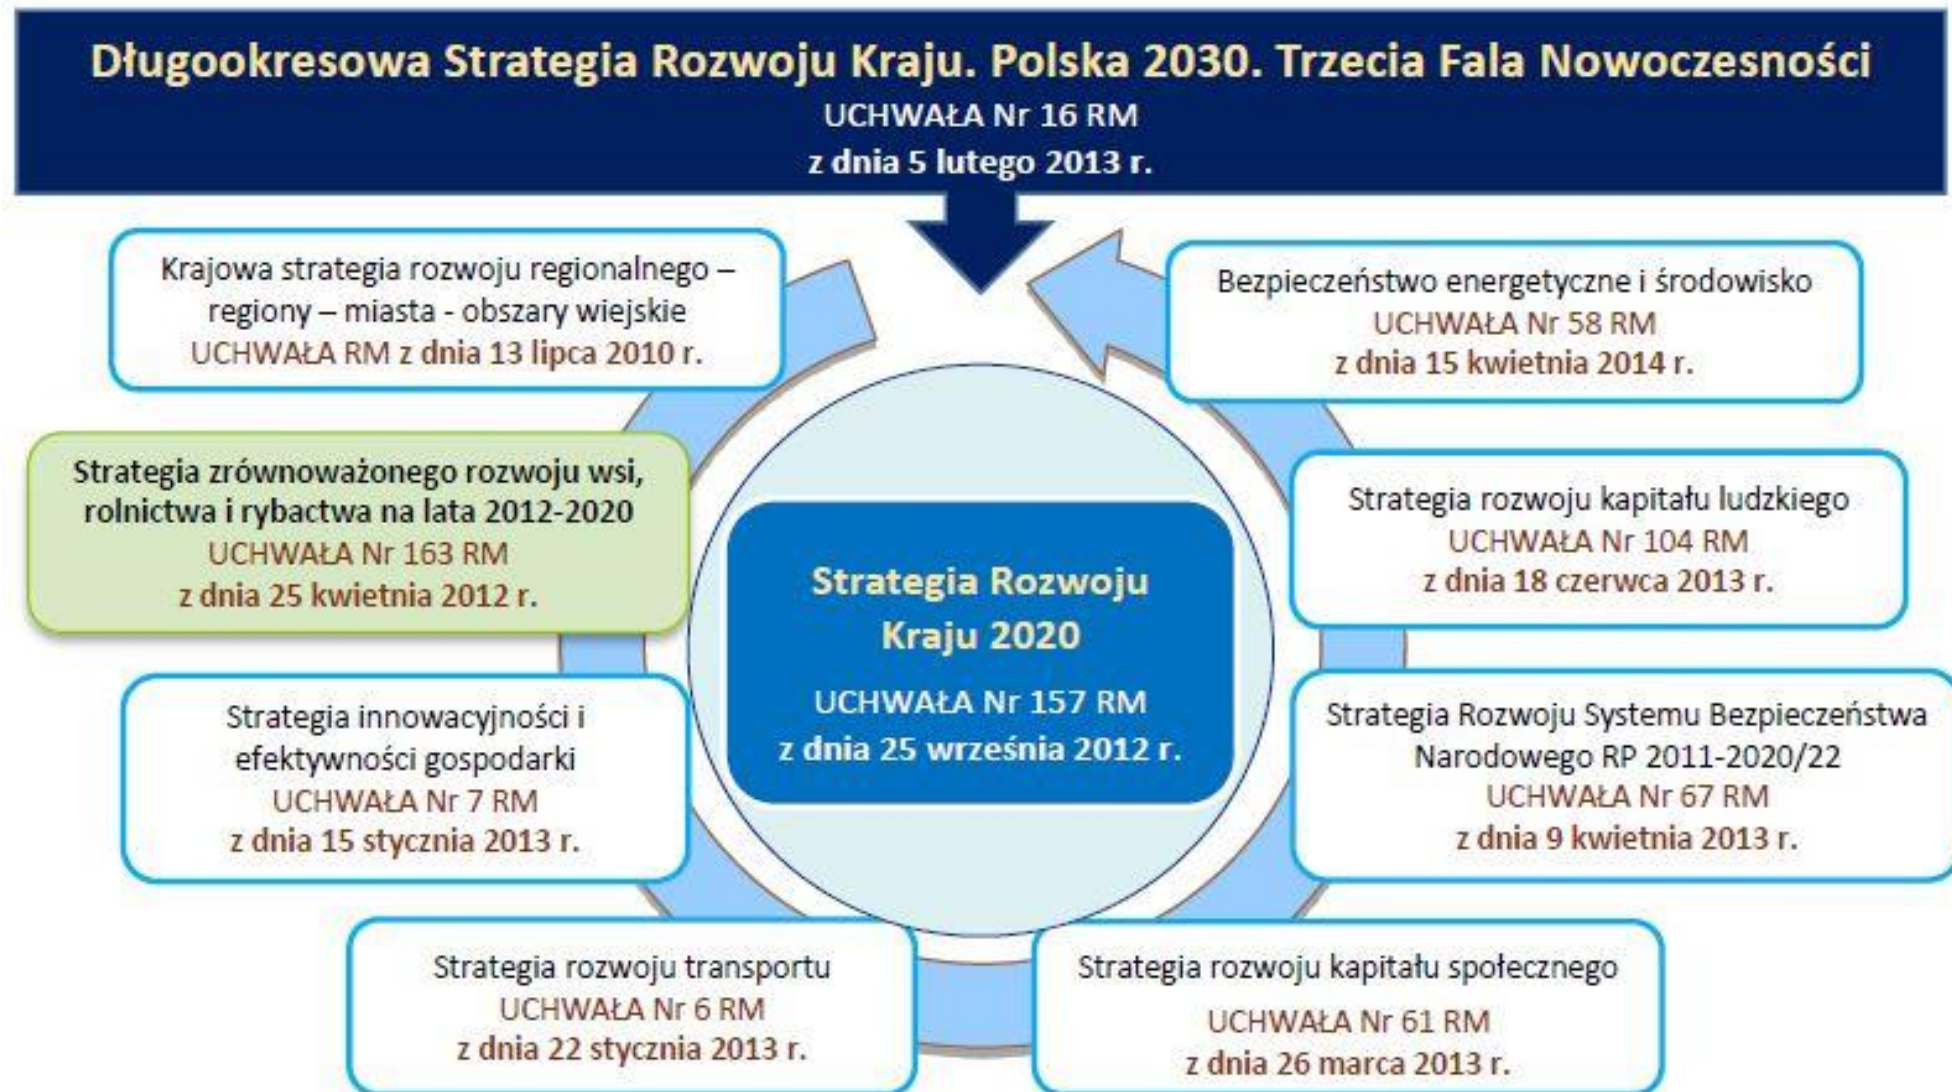 Długookresowa Strategia Rozwoju Kraju. Polska 2030. Trzecia Fala Nowoczesności
UCHWAŁA Nr 16 RM
z dnia 5 lutego 2013 r.
Krajowa strategia rozwoju regionalnego –
regiony – miasta - obszary wiejskie
UCHWAŁA RM z dnia 13 lipca 2010 r.
Bezpieczeństwo energetyczne i środowisko
UCHWAŁA Nr 58 RM
z dnia 15 kwietnia 2014 r.
Strategia zrównoważonego rozwoju wsi,
rolnictwa i rybactwa na lata 2012-2020
UCHWAŁA Nr 163 RM
z dnia 25 kwietnia 2012 r.
Strategia rozwoju kapitału ludzkiego
UCHWAŁA Nr 104 RM
z dnia 18 czerwca 2013 r.
Strategia Rozwoju
Kraju 2020
UCHWAŁA Nr 157 RM
z dnia 25 września 2012 r.
Strategia innowacyjności i
efektywności gospodarki
UCHWAŁA Nr 7 RM
z dnia 15 stycznia 2013 r.
Strategia Rozwoju Systemu Bezpieczeństwa
Narodowego RP 2011-2020/22
UCHWAŁA Nr 67 RM
z dnia 9 kwietnia 2013 r.
Strategia rozwoju transportu
UCHWAŁA Nr 6 RM
z dnia 22 stycznia 2013 r.
Strategia rozwoju kapitału społecznego
UCHWAŁA Nr 61 RM
z dnia 26 marca 2013 r.